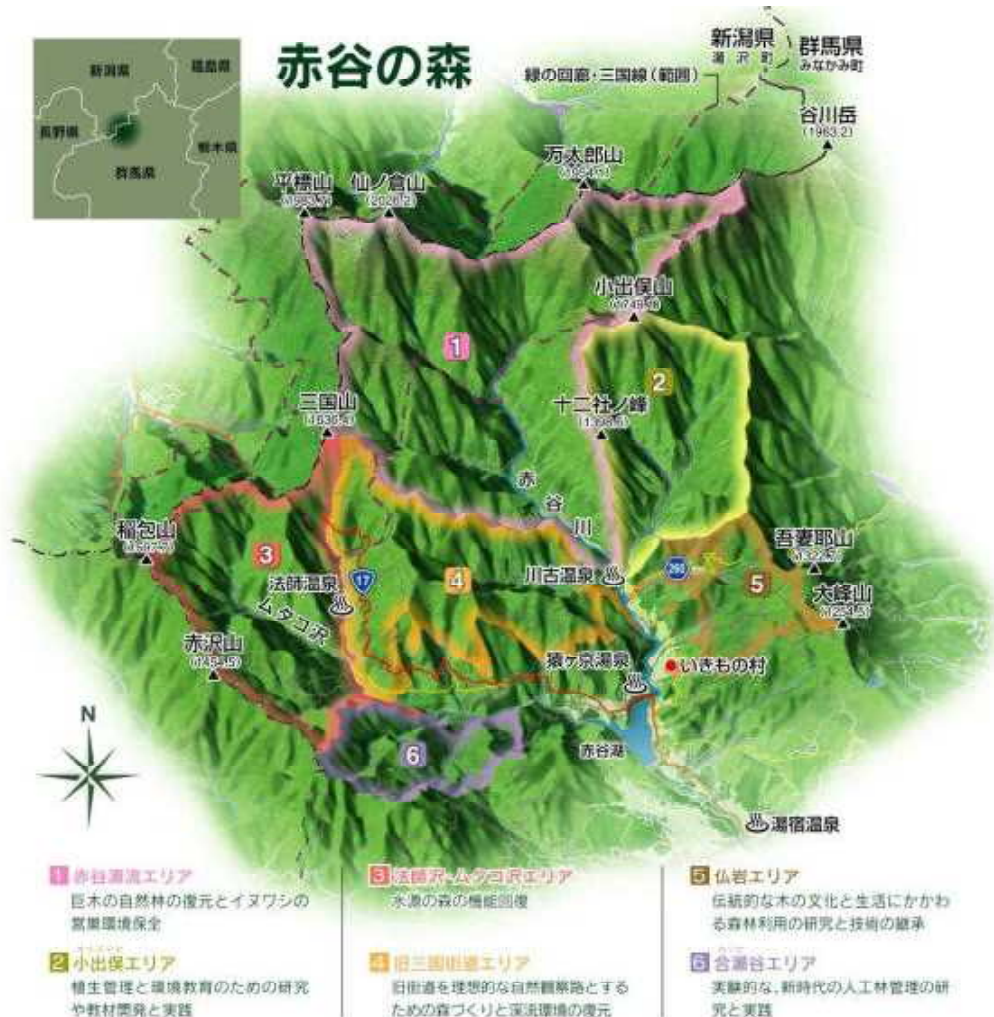 赤谷の森
新潟県
湯沢町
群馬県
みなかみ町
緑の回廊・三国線(範囲)
新潟県
福島県
長野県
栃木県
群馬県
谷川岳
(1963.2)
万太郎山
平標山
仙ノ倉山
(2026.2)
小出俣山
1
2
三国山
(1636.4)
十二社ノ峰
赤谷川
稲包山
3
法師温泉
ムタコ沢
17
4
川古温泉
5
吾妻耶山
大峰山
(1254.5)
赤沢山
(1454.5)
猿ヶ京湯泉
いきもの村
N
6
赤谷湖
湯宿温泉
1 赤谷源流エリア
巨木の自然林の復元とイヌワシの
営巣環境保全
2 小出俣エリア
植生管理と環境教育のための研究
や教材開発と実践
3 法師沢・ムタコ沢エリア
水源の森の機能回復
4 旧三国街道エリア
旧街道を理想的な自然観察路とする
ための森づくりと渓流環境の復元
5 仏岩エリア
伝統的な木の文化と生活にかかわ
る森林利用の研究と技術の継承
6 合瀬谷エリア
実験的な、新時代の人工林管理の研
究と実践